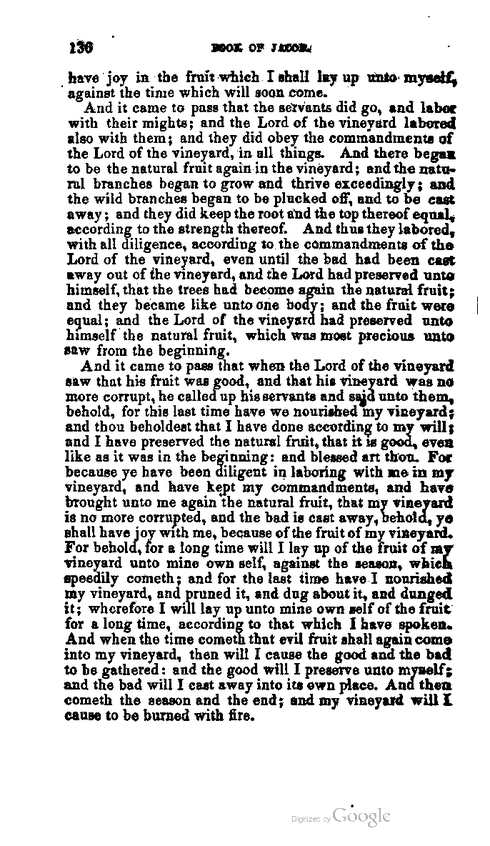 136 BOOK OF JACOB.
have joy in the fruit which I shall lay up unto myself,
against the time which will soon come.
And it came to pass that the servants did go, and labor
with their mights; and the Lord of the vineyard labored
also with them; and they did obey the commandments of
the Lord of the vineyard, in all things. And there began
to be the natural fruit again in the vineyard; and the natu-
ral branches began to grow and thrive exceedingly; and
the wild branches began to be plucked off, and to be cast
away; and they did keep the root and the top thereof equal,
according to the strength thereof. And thus they labored,
with all diligence, according to the commandments of the
Lord of the vineyard, even until the bad had been cast
away out of the vineyard, and the Lord had preserved unto
himself, that the trees had become again the natural fruit;
and they became like unto one body; and the fruit were
equal; and the Lord of the vineyard had preserved unto
himself the natural fruit, which was most precious unto
saw from the beginning.
And it came to pass that when the Lord of the vineyard
saw that his fruit was good, and that his vineyard was no
more corrupt, he called up his servants and said unto them,
behold, for this last time have we nourished my vineyard;
and thou beholdest that I have done according to my will;
and I have preserved the natural fruit, that it is good, even
like as it was in the beginning: and blessed art thou. For
because ye have been diligent in laboring with me in my
vineyard, and have kept my commandments, and have
brought unto me again the natural fruit, that my vineyard
is no more corrupted, and the bad is cast away, behold, ye
shall have joy with me, because of the fruit of my vineyard.
For behold, for a long time will I lay up of the fruit of my
vineyard unto mine own self, against the season, which
speedily cometh; and for the last time have I nourished
my vineyard, and pruned it, and dug about it, and dunged
it; wherefore I will lay up unto mine own self of the fruit
for a long time, according to that which I have spoken.
And when the time cometh that evil fruit shall again come
into my vineyard, then will I cause the good and the bad
to be gathered: and the good will I preserve unto myself;
and the bad will I cast away into its own place. And then
cometh the season and the end; and my vineyard will I
cause to be burned with fire.
Digitized by Google